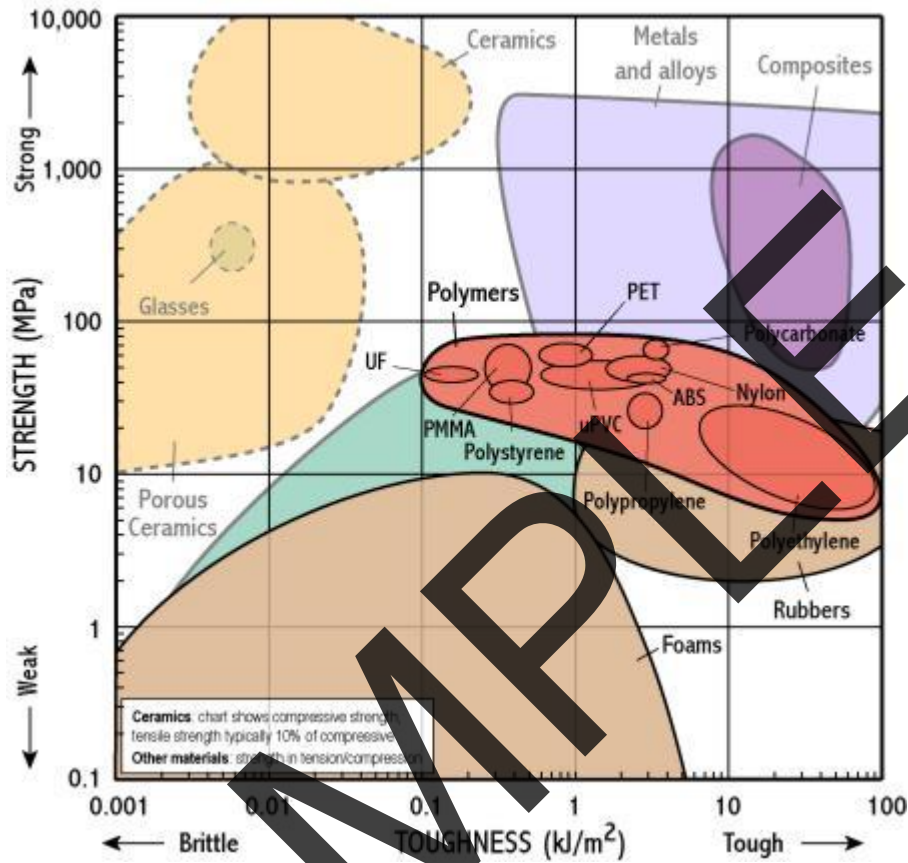 10,000
1,000
100
10
1
0.1
Strong
STRENGTH (MPa)
Weak
Ceramics
Metals
and alloys
Composites
Glasses
Porous
Ceramics
Polymers
PET
Polycarbonate
UF
PMMA
Polystyrene
uPVC
ABS
Nylon
Polypropylene
Polyethylene
Rubbers
Foams
Ceramics: chart shows compressive strength,
tensile strength typically 10% of compressive
Other materials: strength in tension/compression
0.001
0.01
0.1
1
10
100
Brittle
TOUGHNESS (kJ/m²)
Tough
MPLE